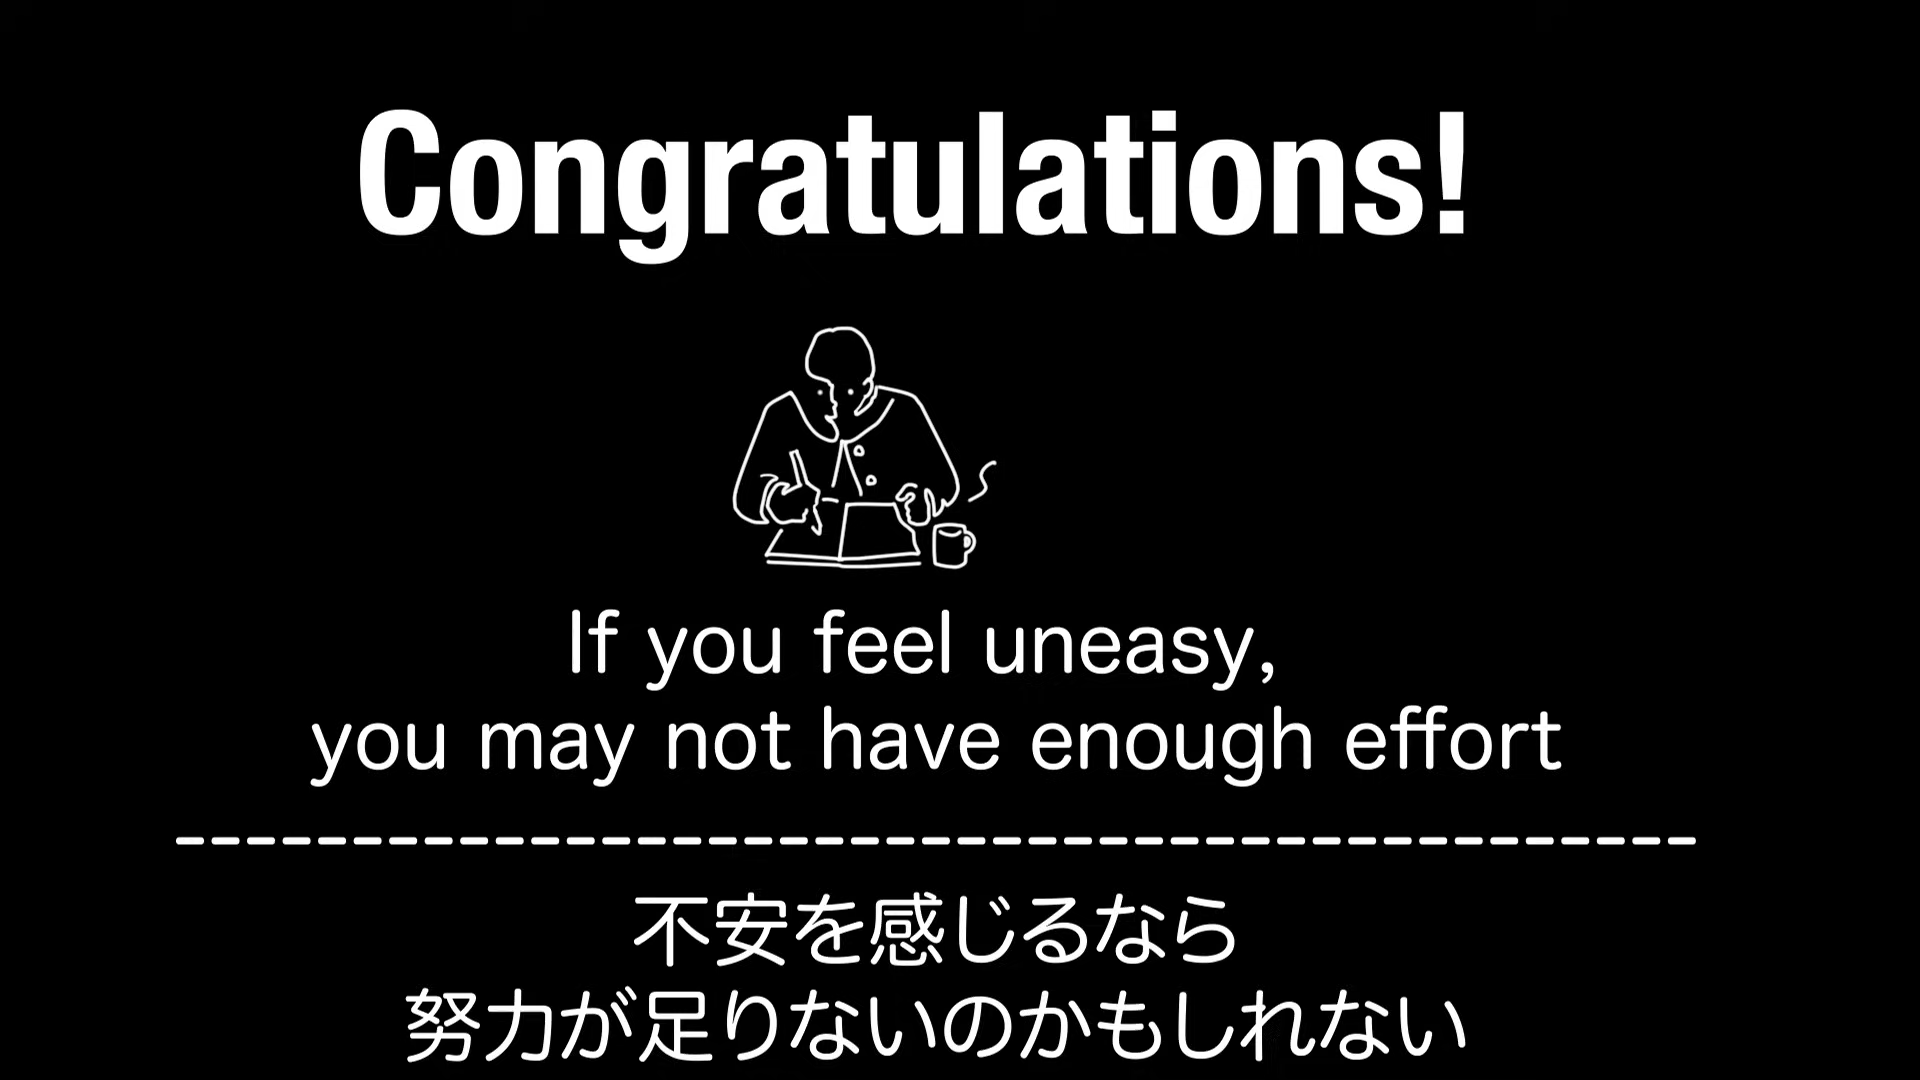 Congratulations!
If you feel uneasy,
you may not have enough effort
不安を感じるなら
努力が足りないのかもしれない